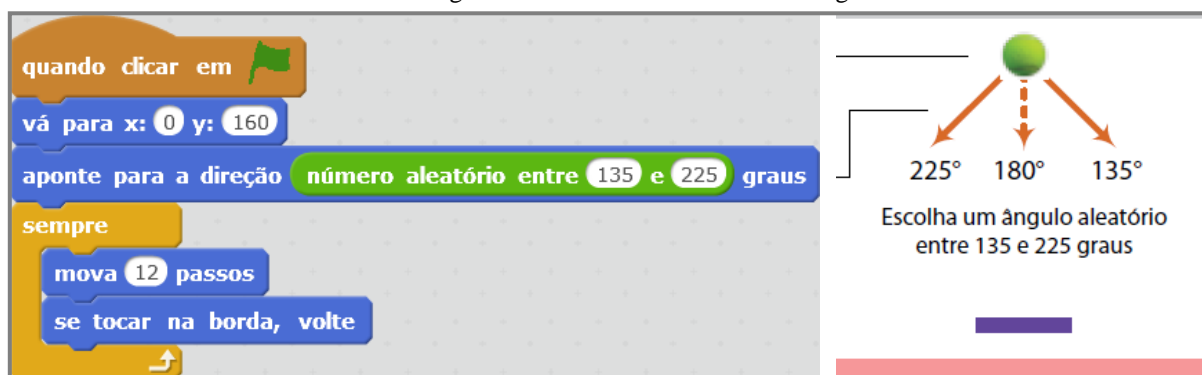 quando clicar em
vá para x: 0 y: 160
aponte para a direção número aleatório entre 135 e 225 graus
sempre
mova 12 passos
se tocar na borda, volte
225° 180° 135°
Escolha um ângulo aleatório
entre 135 e 225 graus